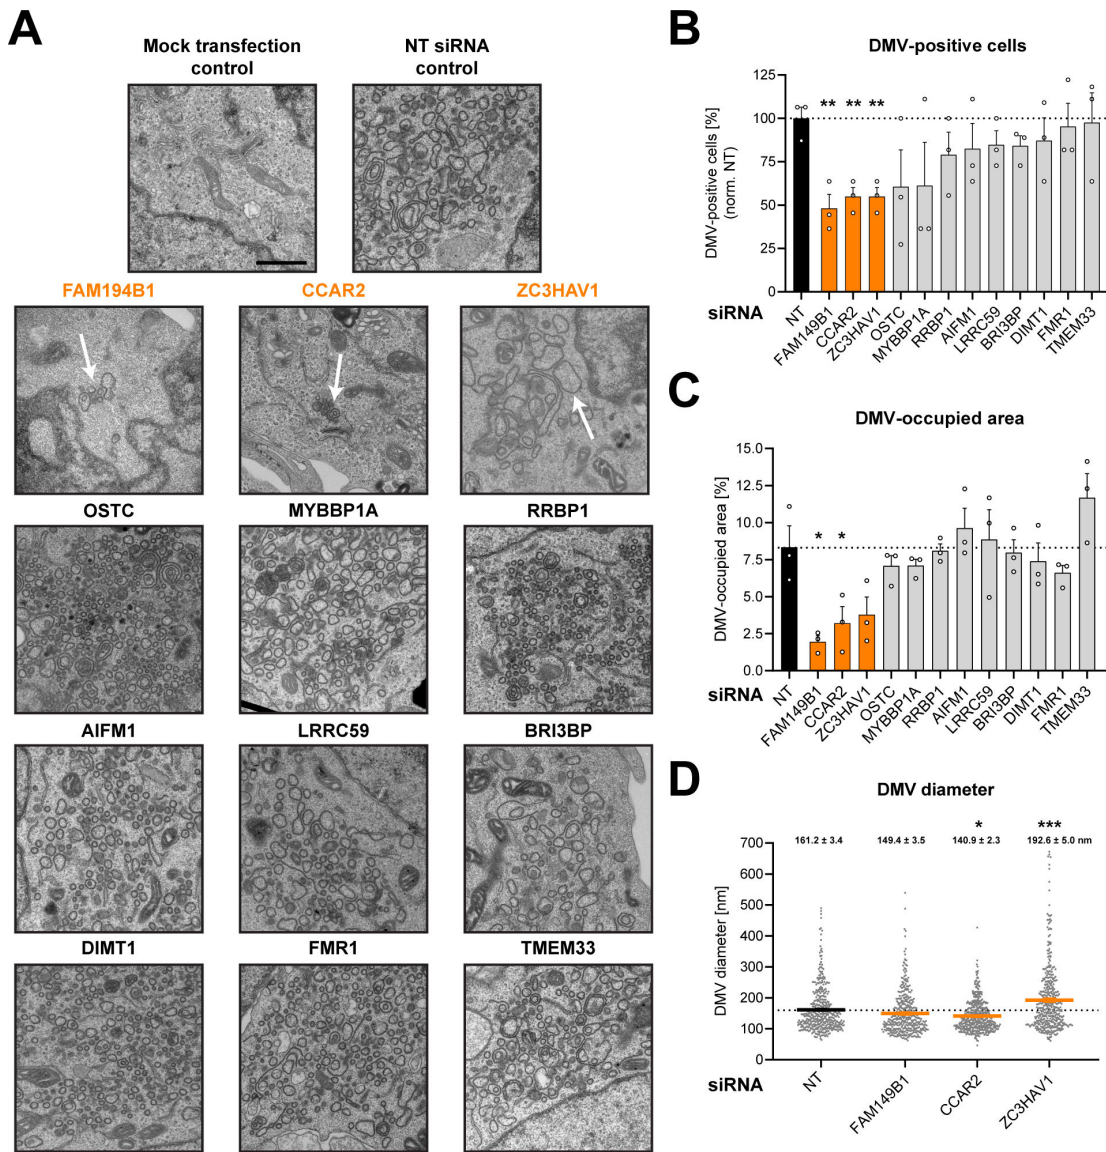 A
Mock transfection
control
NT siRNA
control
FAM194B1
CCAR2
ZC3HAV1
OSTC
MYBBP1A
RRBP1
AIFM1
LRRC59
BRI3BP
DIMT1
FMR1
TMEM33
B
DMV-positive cells
DMV-positive cells [%]
(norm. NT)
125
100
75
50
25
0
** ** **
siRNA
NT
FAM149B1
CCAR2
ZC3HAV1
OSTC
MYBBP1A
RRBP1
AIFM1
LRRC59
BRI3BP
DIMT1
FMR1
TMEM33
C
DMV-occupied area
DMV-occupied area [%]
15.0
12.5
10.0
7.5
5.0
2.5
0.0
* *
siRNA
NT
FAM149B1
CCAR2
ZC3HAV1
OSTC
MYBBP1A
RRBP1
AIFM1
LRRC59
BRI3BP
DIMT1
FMR1
TMEM33
D
DMV diameter
* ***
161.2 ± 3.4 149.4 ± 3.5 140.9 ± 2.3 192.6 ± 5.0 nm
DMV diameter [nm]
700
600
500
400
300
200
100
0
siRNA
NT
FAM149B1
CCAR2
ZC3HAV1